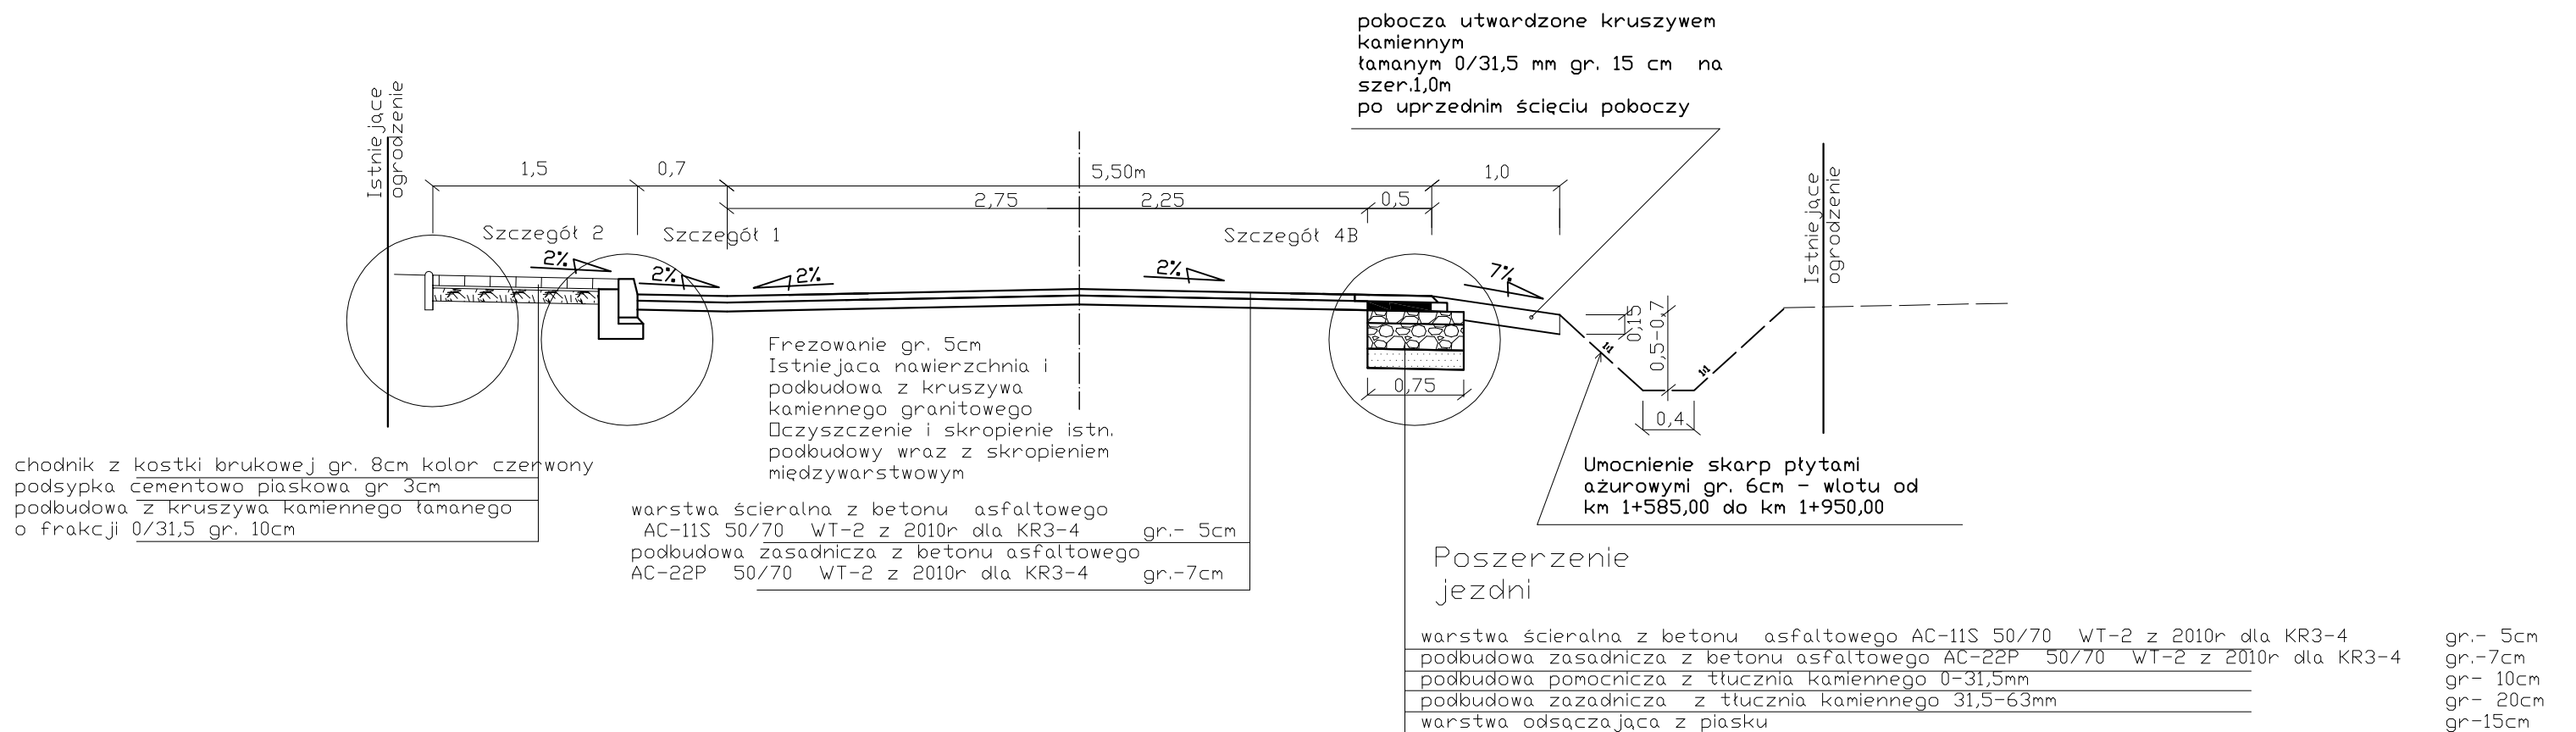 pobocza utwardzone kruszywem
kamiennym
łamanym 0/31,5 mm gr. 15 cm na
szer.1,0m
po uprzednim ścięciu poboczy
Istniejące
ogrodzenie
1,5
0,7
5,50m
1,0
2,75
2,25
0,5
Istniejące
ogrodzenie
Szczegół 2
Szczegół 1
Szczegół 4B
2%
2%
2%
2%
7%
0,15
0,5-0,7
1:1
1:1
0,75
0,4
Frezowanie gr. 5cm
Istniejaca nawierzchnia i
podbudowa z kruszywa
kamiennego granitowego
Oczyszczenie i skropienie istn.
podbudowy wraz z skropieniem
międzywarstwowym
chodnik z kostki brukowej gr. 8cm kolor czerwony
podsypka cementowo piaskowa gr 3cm
podbudowa z kruszywa kamiennego łamanego
o frakcji 0/31,5 gr. 10cm
warstwa ścieralna z betonu asfaltowego
AC-11S 50/70 WT-2 z 2010r dla KR3-4 gr.- 5cm
podbudowa zasadnicza z betonu asfaltowego
AC-22P 50/70 WT-2 z 2010r dla KR3-4 gr.-7cm
Umocnienie skarp płytami
ażurowymi gr. 6cm - wlotu od
km 1+585,00 do km 1+950,00
Poszerzenie
jezdni
warstwa ścieralna z betonu asfaltowego AC-11S 50/70 WT-2 z 2010r dla KR3-4 gr.- 5cm
podbudowa zasadnicza z betonu asfaltowego AC-22P 50/70 WT-2 z 2010r dla KR3-4 gr.-7cm
podbudowa pomocnicza z tłucznia kamiennego 0-31,5mm gr- 10cm
podbudowa zazadnicza z tłucznia kamiennego 31,5-63mm gr- 20cm
warstwa odsączająca z piasku gr-15cm